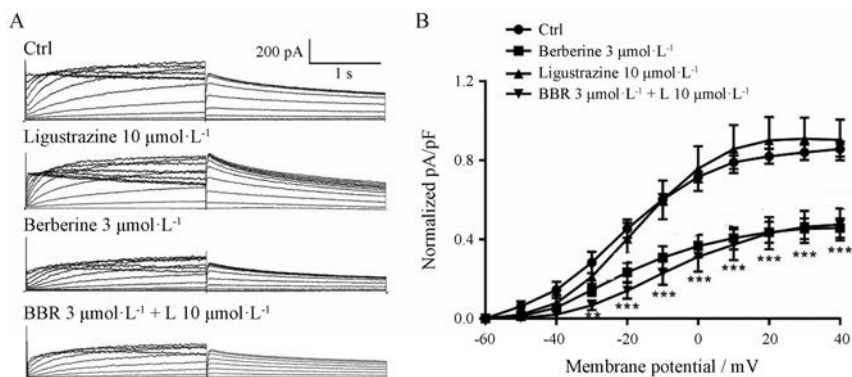 A
Ctrl
200 pA
1 s
Ligustrazine 10 μmol·L⁻¹
Berberine 3 μmol·L⁻¹
BBR 3 μmol·L⁻¹ + L 10 μmol·L⁻¹
B
Ctrl
Berberine 3 μmol·L⁻¹
Ligustrazine 10 μmol·L⁻¹
BBR 3 μmol·L⁻¹ + L 10 μmol·L⁻¹
Normalized pA/pF
1.2
0.8
0.4
0.0
** *** *** *** *** *** *** ***
-60 -40 -20 0 20 40
Membrane potential / mV